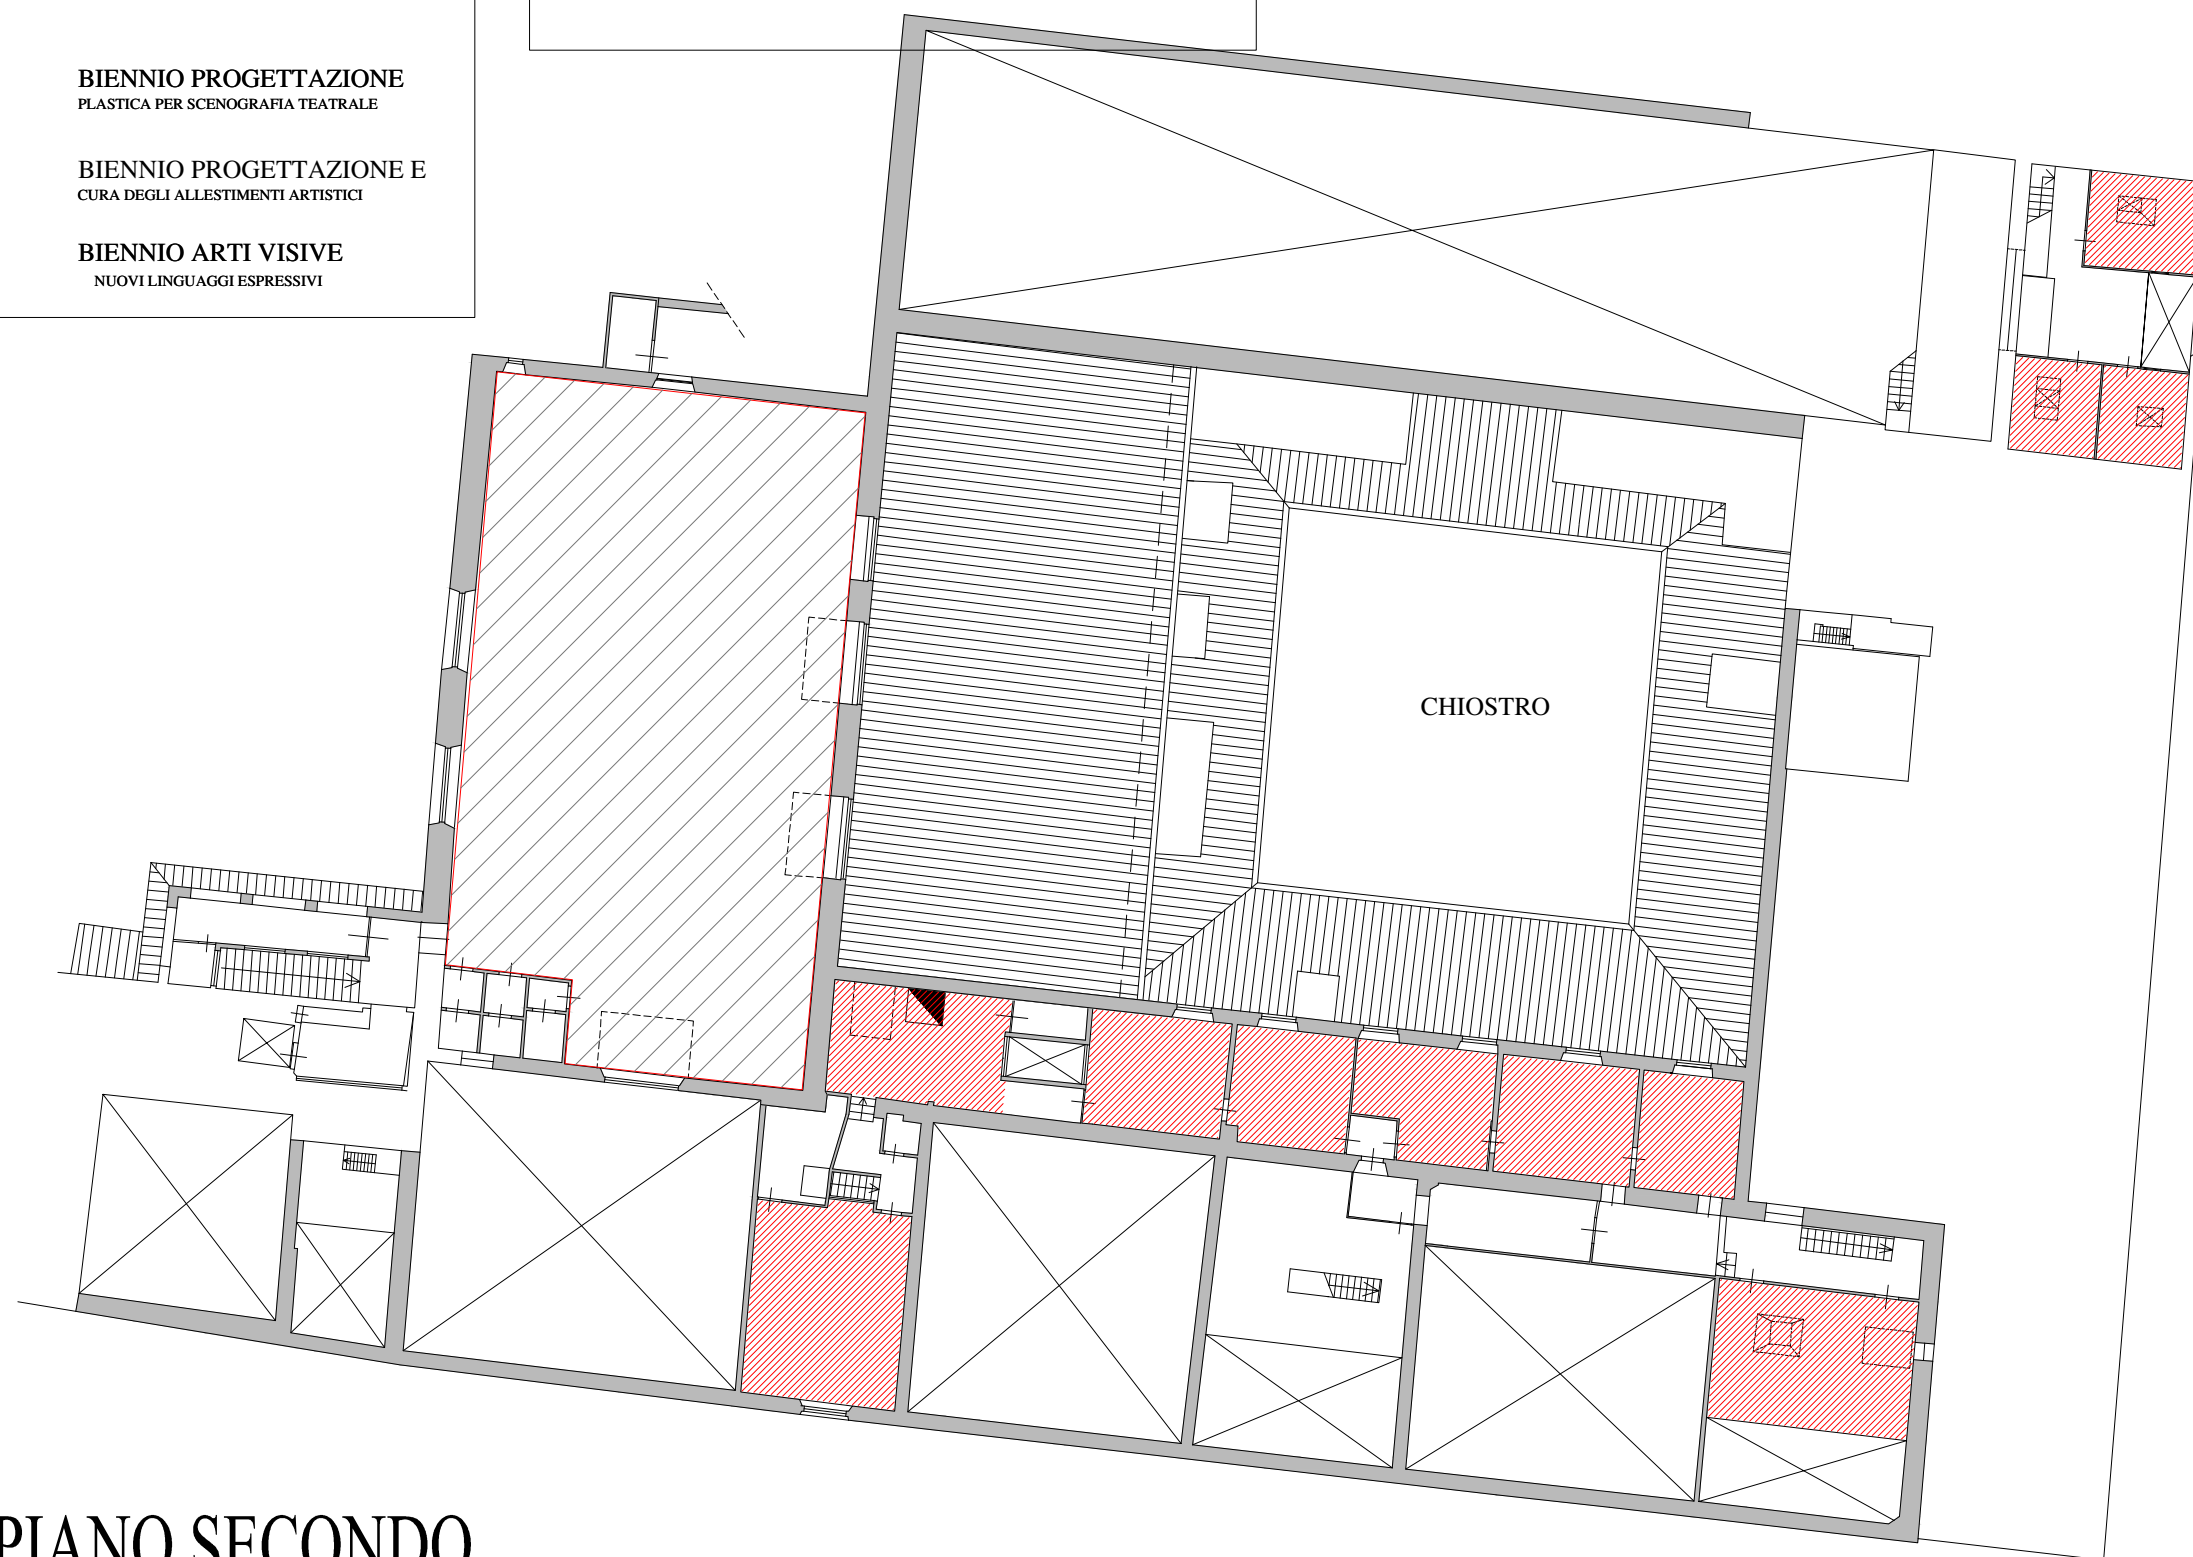 BIENNIO PROGETTAZIONE
PLASTICA PER SCENOGRAFIA TEATRALE
BIENNIO PROGETTAZIONE E
CURA DEGLI ALLESTIMENTI ARTISTICI
BIENNIO ARTI VISIVE
NUOVI LINGUAGGI ESPRESSIVI
CHIOSTRO
PIANO SECONDO